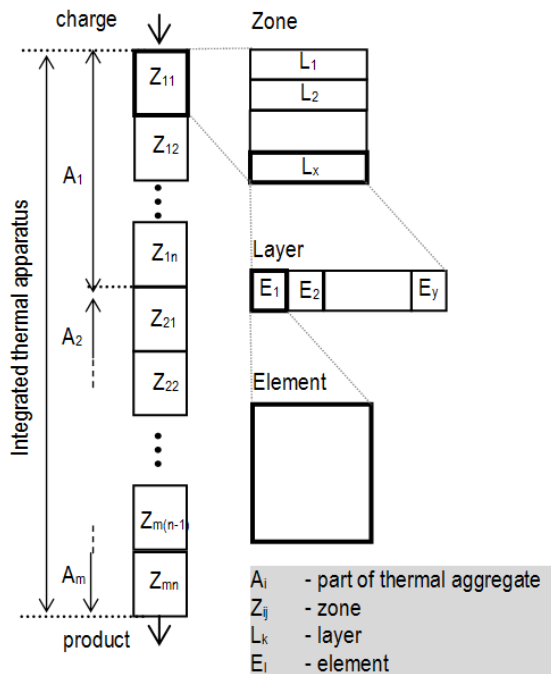 charge
Zone
Integrated thermal apparatus
A1
A2
Am
Z11
Z12
Z1n
Z21
Z22
Zm(n-1)
Zmn
product
L1
L2
Lx
Layer
E1 E2 Ey
Element
Ai - part of thermal aggregate
Zij - zone
Lk - layer
El - element